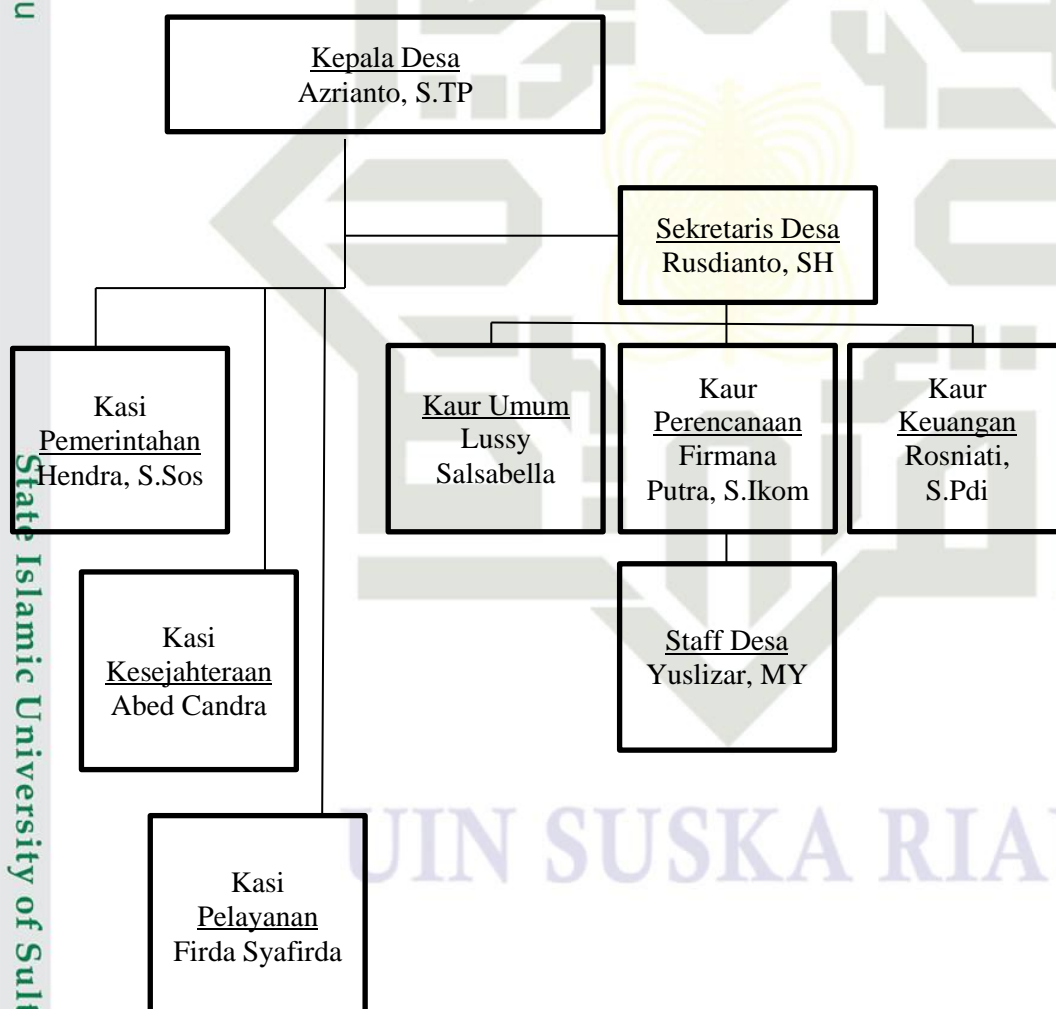 Kepala Desa
Azrianto, S.TP
Sekretaris Desa
Rusdianto, SH
Kasi
Pemerintahan
Hendra, S.Sos
Kaur Umum
Lussy
Salsabella
Kaur
Perencanaan
Firmana
Putra, S.Ikom
Kaur
Keuangan
Rosniati,
S.Pdi
Kasi
Kesejahteraan
Abed Candra
Staff Desa
Yuslizar, MY
Kasi
Pelayanan
Firda Syafirda
State Islamic University of
UIN SUSKA